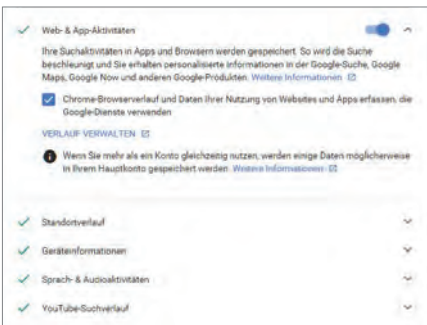 Web- & App-Aktivitäten
Ihre Suchaktivitäten in Apps und Browsern werden gespeichert. So wird die Suche
beschleunigt und Sie erhalten personalisierte Informationen in der Google-Suche, Google
Maps, Google Now und anderen Google-Produkten. Weitere Informationen
Chrome-Browserverlauf und Daten Ihrer Nutzung von Websites und Apps erfassen, die
Google-Dienste verwenden
VERLAUF VERWALTEN
Wenn Sie mehr als ein Konto gleichzeitig nutzen, werden einige Daten möglicherweise
in Ihrem Hauptkonto gespeichert werden. Weitere Informationen
Standortverlauf
Geräteinformationen
Sprach- & Audioaktivitäten
YouTube-Suchverlauf